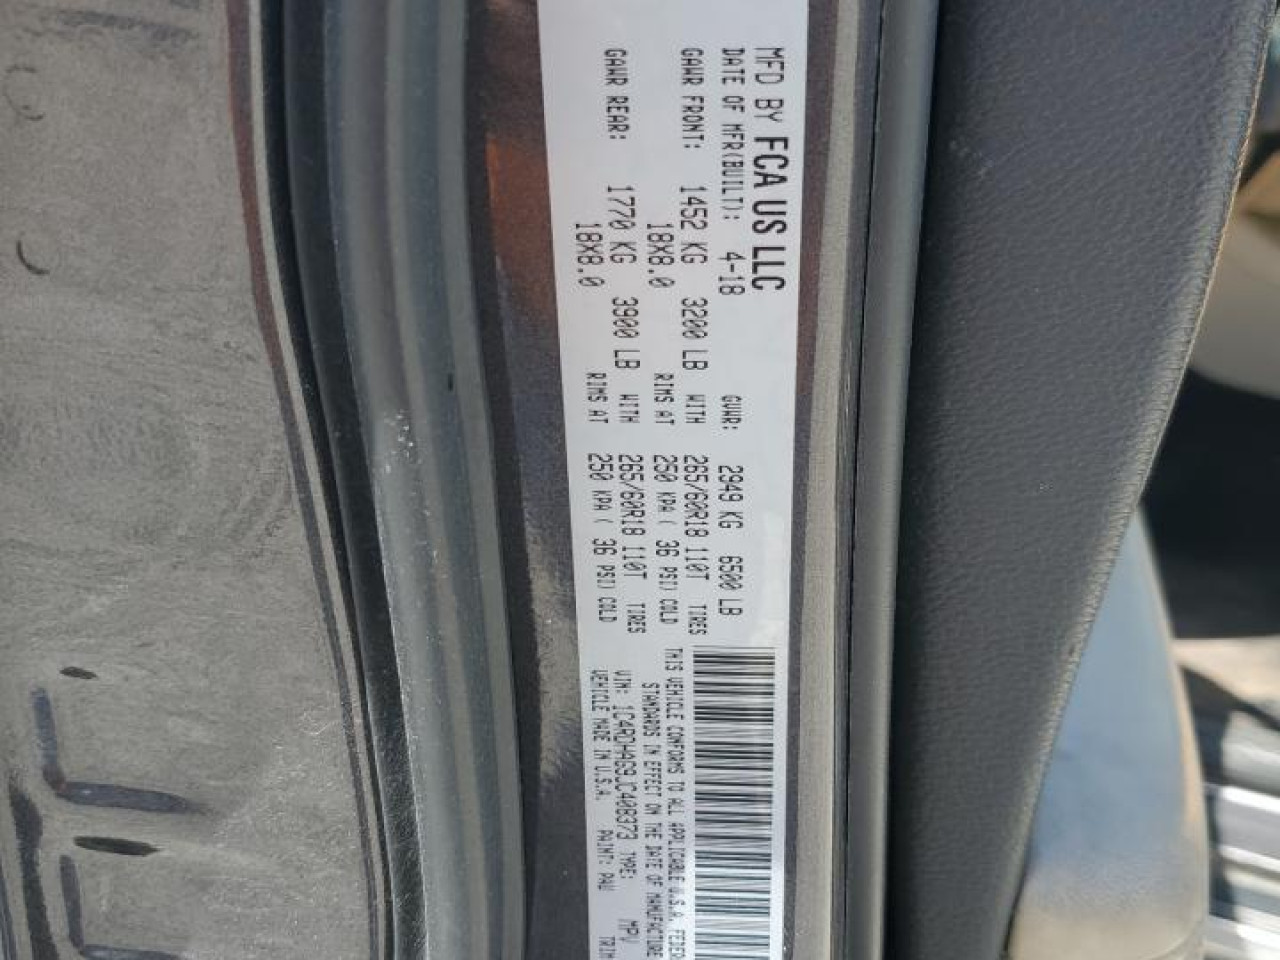 MFD BY FCA US LLC
DATE OF MFR(BUILT): 4-18 GVWR: 2949 KG 6500 LB
GAWR FRONT: 1452 KG 3200 LB WITH 265/60R18 110T TIRES
18X8.0 RIMS AT 250 KPA ( 36 PSI) COLD
GAWR REAR: 1770 KG 3900 LB WITH 265/60R18 110T TIRES
18X8.0 RIMS AT 250 KPA ( 36 PSI) COLD
THIS VEHICLE CONFORMS TO ALL APPLICABLE U.S.A. FEDER
STANDARDS IN EFFECT ON THE DATE OF MANUFACTURE
VIN: 1C4RDHAG9JC408373 TYPE: MPV
VEHICLE MADE IN U.S.A. PAINT: PAU TRIM